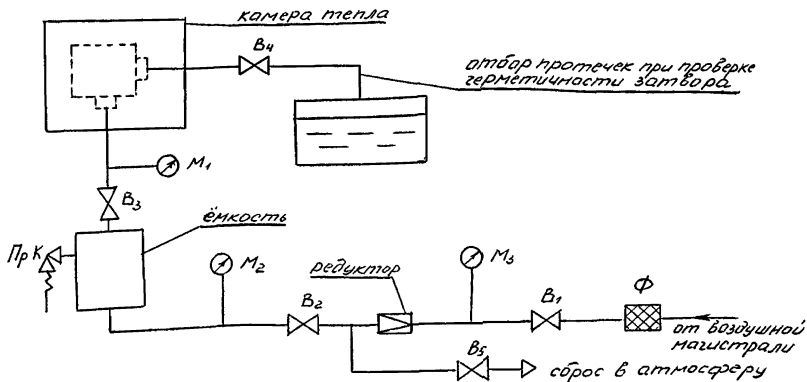 камера тепла
В4
отбор протечек при проверке
герметичности затвора
М1
В3
ёмкость
Пр К
М2
редуктор
М3
В2
В1
Ф
от воздушной
магистрали
В5
сброс в атмосферу